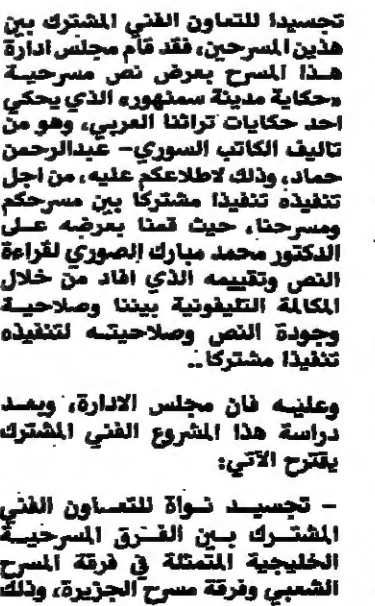 تجسيدا للتعاون الفني المشترك بين
هذين المسرحين، فقد قام مجلس ادارة
هذا المسرح بعرض نص مسرحية
«حكاية مدينة سمنهور» الذي يحكي
احد حكايات تراثنا العربي، وهو من
تاليف الكاتب السوري - عبدالرحمن
حماد، وذلك لاطلاعكم عليه، من اجل
تنفيذه تنفيذا مشتركا بين مسرحكم
ومسرحنا، حيث قمنا بعرضه على
الدكتور محمد مبارك الصوري لقراءة
النص وتقييمه الذي افاد من خلال
المكالمة التليفونية بيننا وصلاحية
وجودة النص وصلاحيته لتنفيذه
تنفيذا مشتركا..
وعليه فان مجلس الادارة، وبعد
دراسة هذا المشروع الفني المشترك
يقترح الآتي:
- تجسيد نواة للتعاون الفني
المشترك بين الفرق المسرحية
الخليجية المتمثلة في فرقة المسرح
الشعبي وفرقة مسرح الجزيرة، وذلك